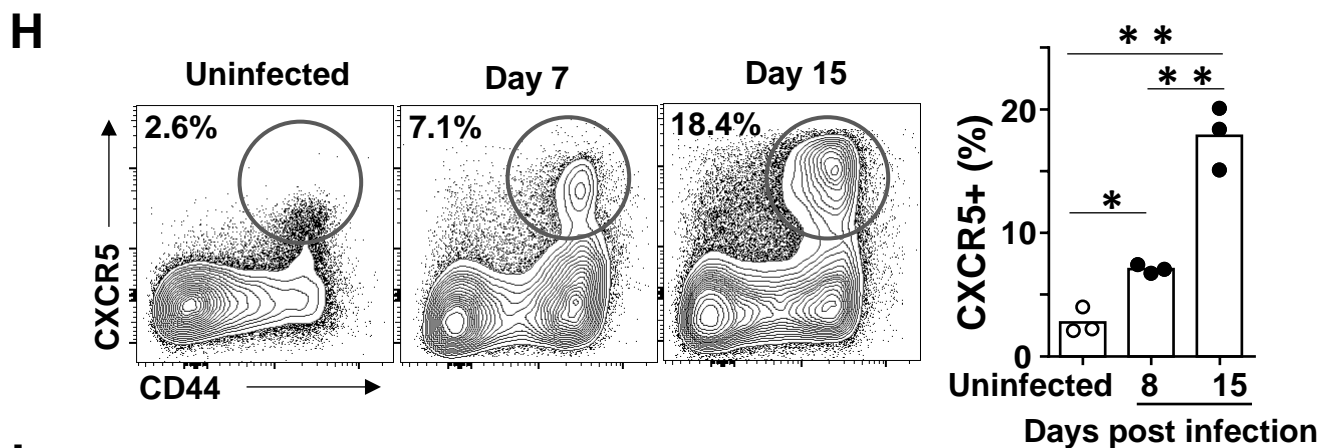 H
Uninfected
Day 7
Day 15
2.6%
7.1%
18.4%
CXCR5
CD44
* *
* *
*
CXCR5+ (%)
20
10
0
Uninfected 8 15
Days post infection